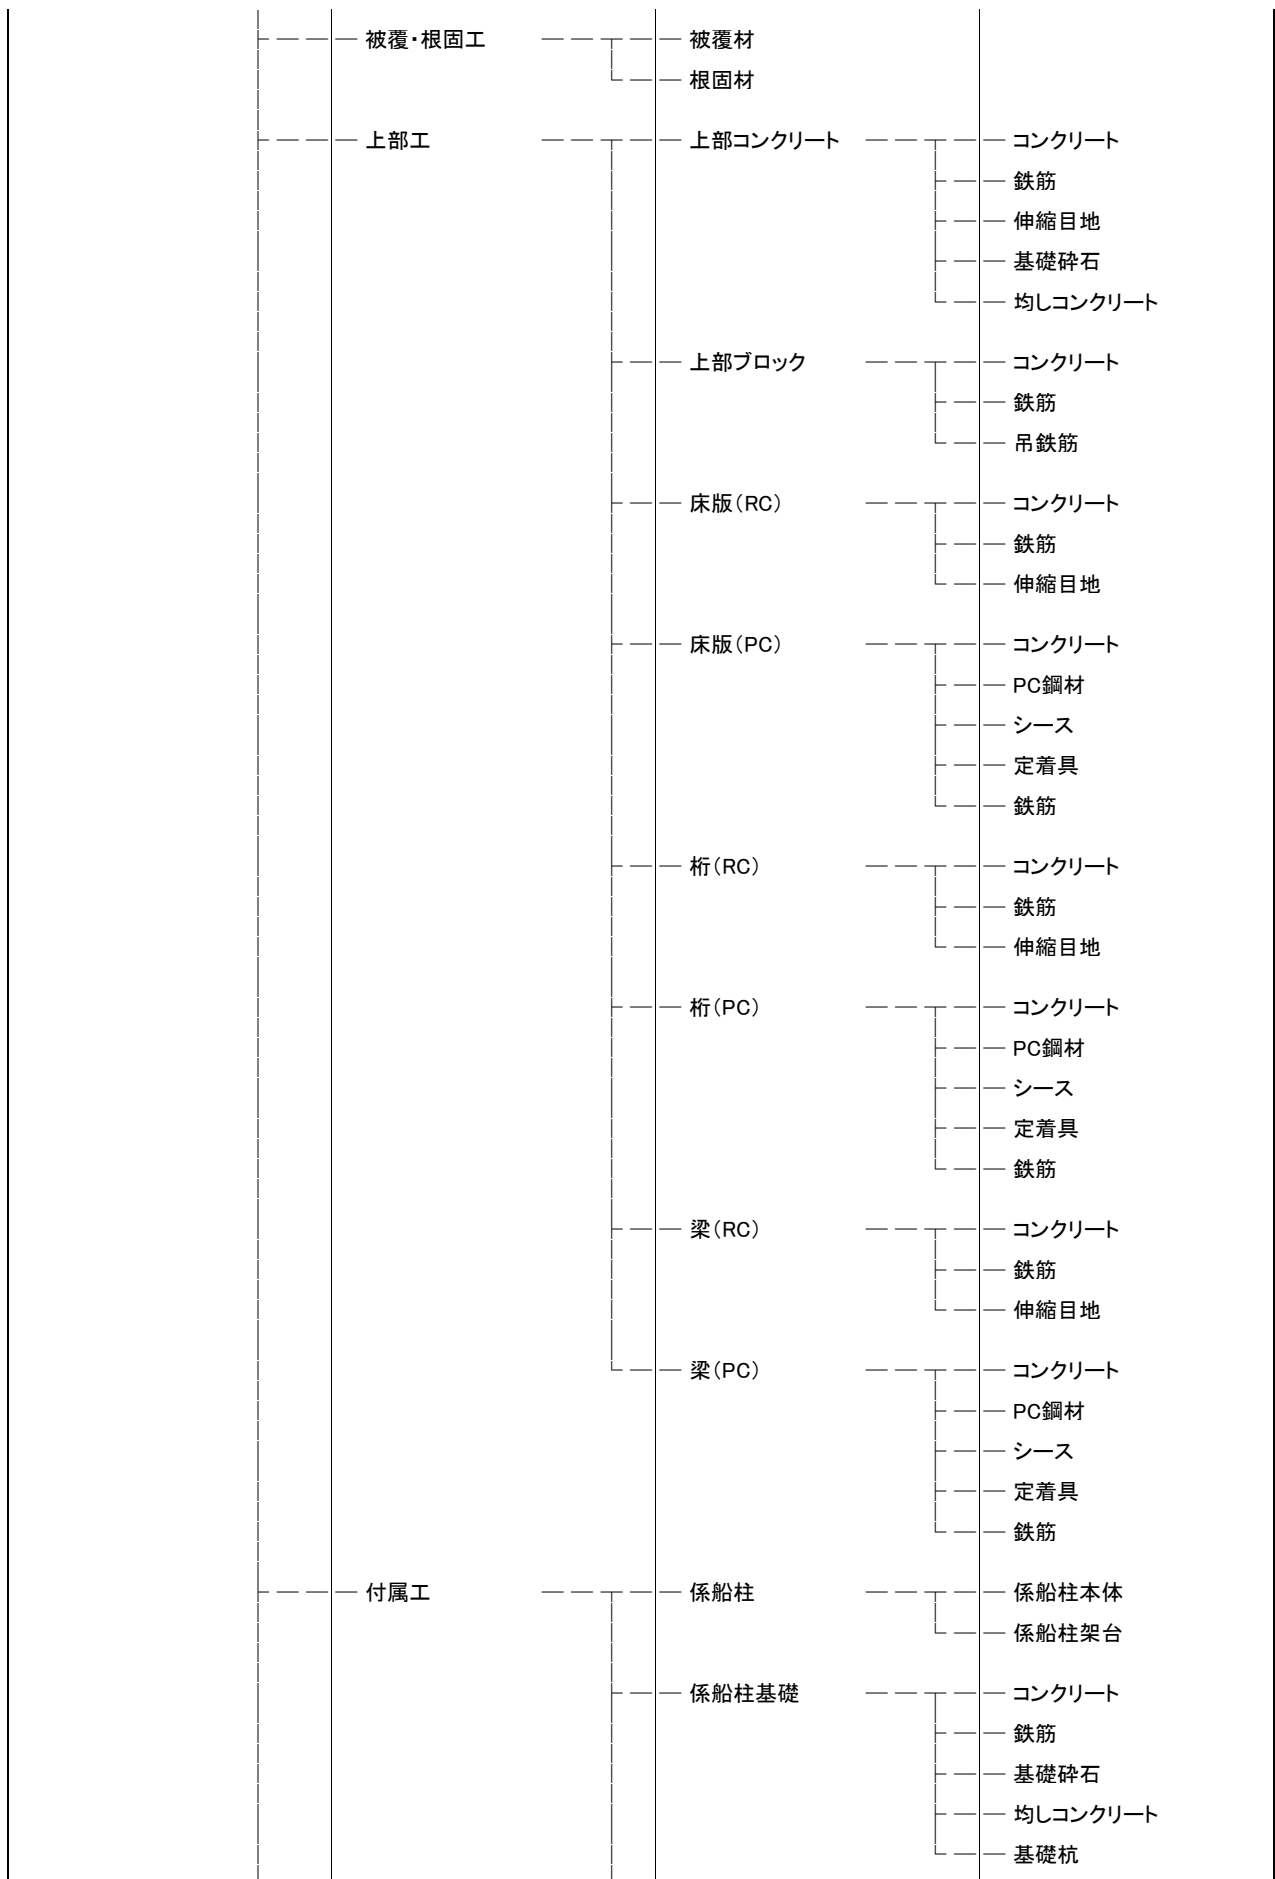 被覆・根固工 被覆材
根固材
上部工 上部コンクリート コンクリート
鉄筋
伸縮目地
基礎砕石
均しコンクリート
上部ブロック コンクリート
鉄筋
吊鉄筋
床版(RC) コンクリート
鉄筋
伸縮目地
床版(PC) コンクリート
PC鋼材
シース
定着具
鉄筋
桁(RC) コンクリート
鉄筋
伸縮目地
桁(PC) コンクリート
PC鋼材
シース
定着具
鉄筋
梁(RC) コンクリート
鉄筋
伸縮目地
梁(PC) コンクリート
PC鋼材
シース
定着具
鉄筋
付属工 係船柱 係船柱本体
係船柱架台
係船柱基礎 コンクリート
鉄筋
基礎砕石
均しコンクリート
基礎杭